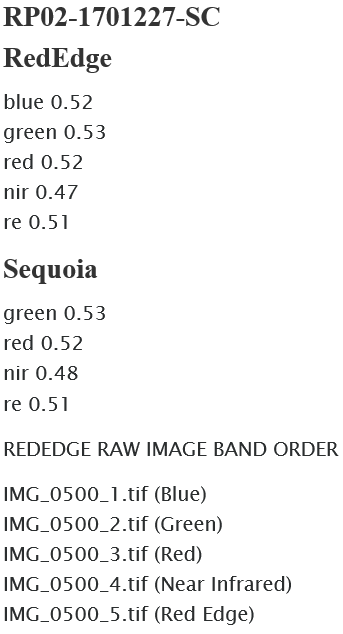 RP02-1701227-SC
RedEdge
blue 0.52
green 0.53
red 0.52
nir 0.47
re 0.51
Sequoia
green 0.53
red 0.52
nir 0.48
re 0.51
REDEDGE RAW IMAGE BAND ORDER
IMG_0500_1.tif (Blue)
IMG_0500_2.tif (Green)
IMG_0500_3.tif (Red)
IMG_0500_4.tif (Near Infrared)
IMG_0500_5.tif (Red Edge)